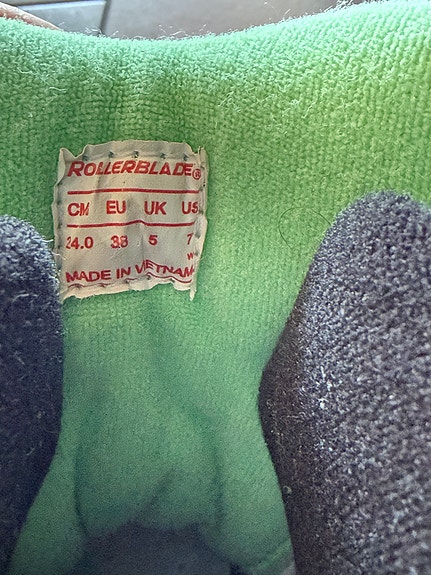 ROLLERBLADE®
CM EU UK US
24.0 38 5 7
W
MADE IN VIETNAM